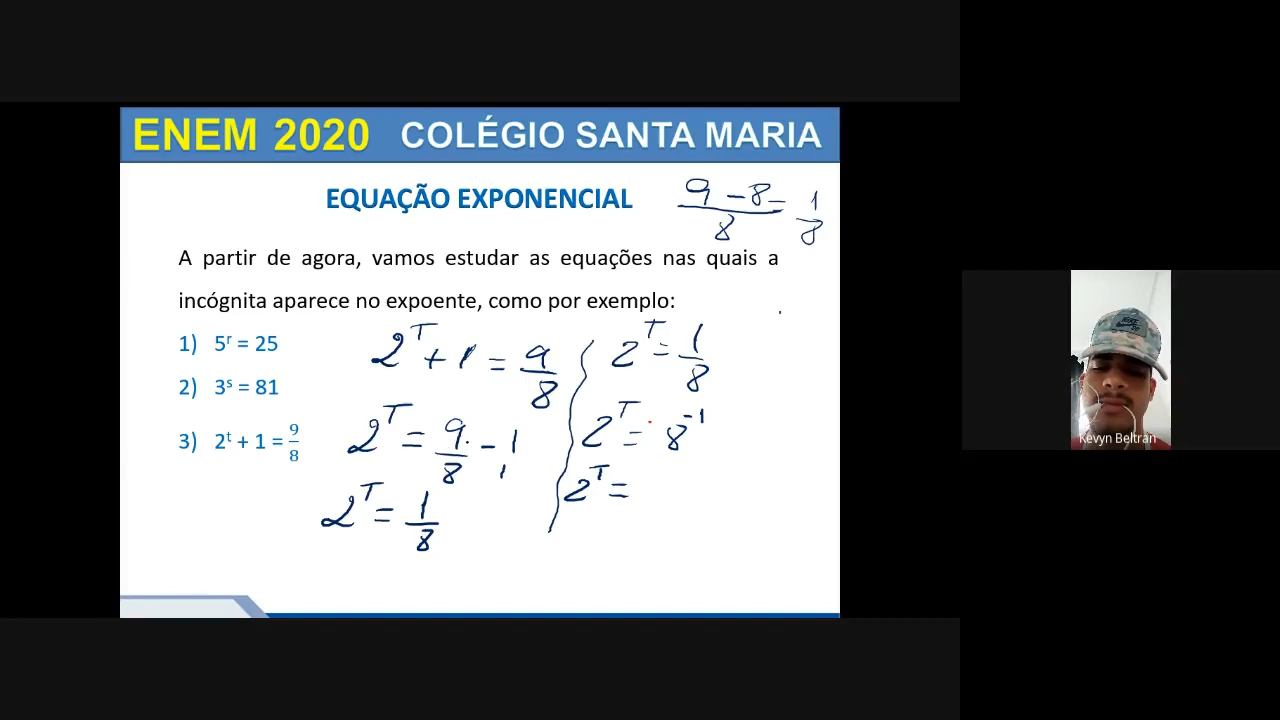 ENEM 2020 COLÉGIO SANTA MARIA
EQUAÇÃO EXPONENCIAL
9 - 8 = 1
8 8
A partir de agora, vamos estudar as equações nas quais a
incógnita aparece no expoente, como por exemplo:
1) 5ʳ = 25
2) 3ˢ = 81
3) 2ᵗ + 1 = 9/8
2ᵀ + 1 = 9/8
2ᵀ = 9/8 - 1/1
2ᵀ = 1/8
2ᵀ = 1/8
2ᵀ = 8⁻¹
2ᵀ =
Kevyn Beltran